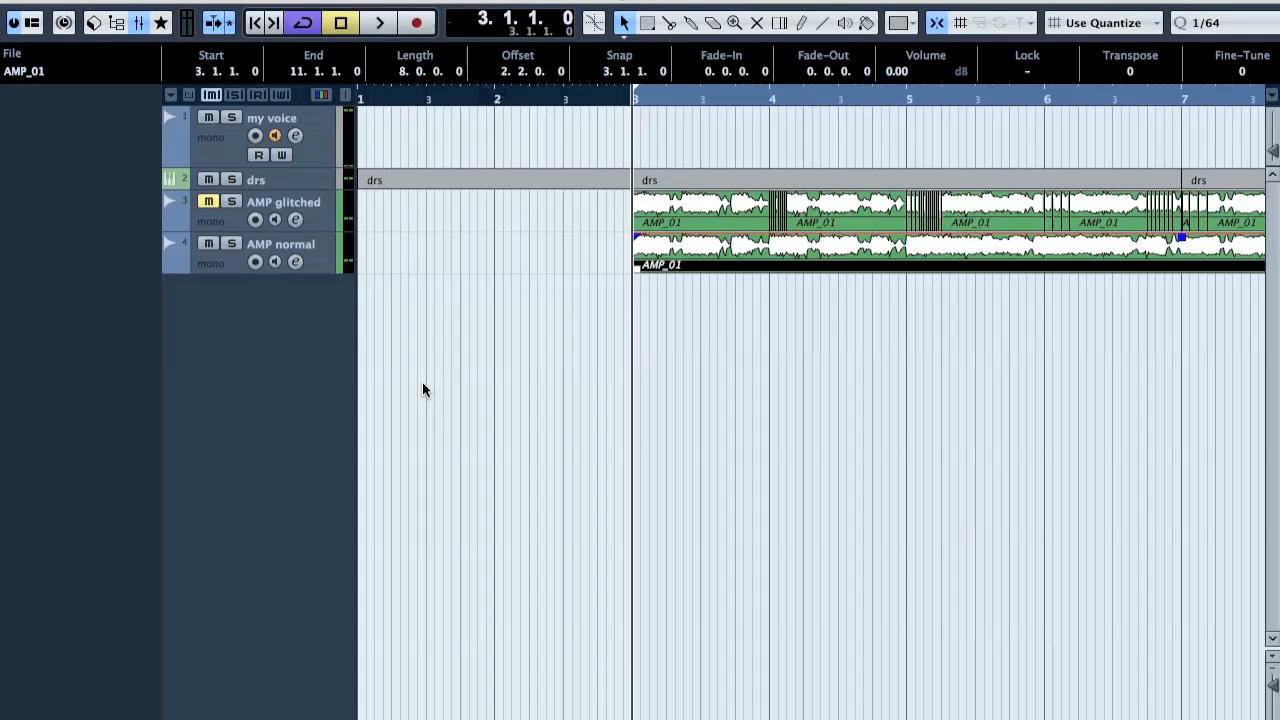 3. 1. 1. 0
3. 1. 1. 0
Use Quantize
Q 1/64
File Start End Length Offset Snap Fade-In Fade-Out Volume Lock Transpose Fine-Tune
AMP_01 3. 1. 1. 0 11. 1. 1. 0 8. 0. 0. 0 2. 2. 0. 0 3. 1. 1. 0 0. 0. 0. 0 0. 0. 0. 0 0.00 dB - 0 0
M S R W 1 3 2 3 3 3 4 3 5 3 6 3 7 3
1 m S my voice
mono e
R W
2 m S drs drs drs drs
3 m S AMP glitched
mono e AMP_01 AMP_01 AMP_01 AMP_01 A AMP_01
4 m S AMP normal
mono e AMP_01